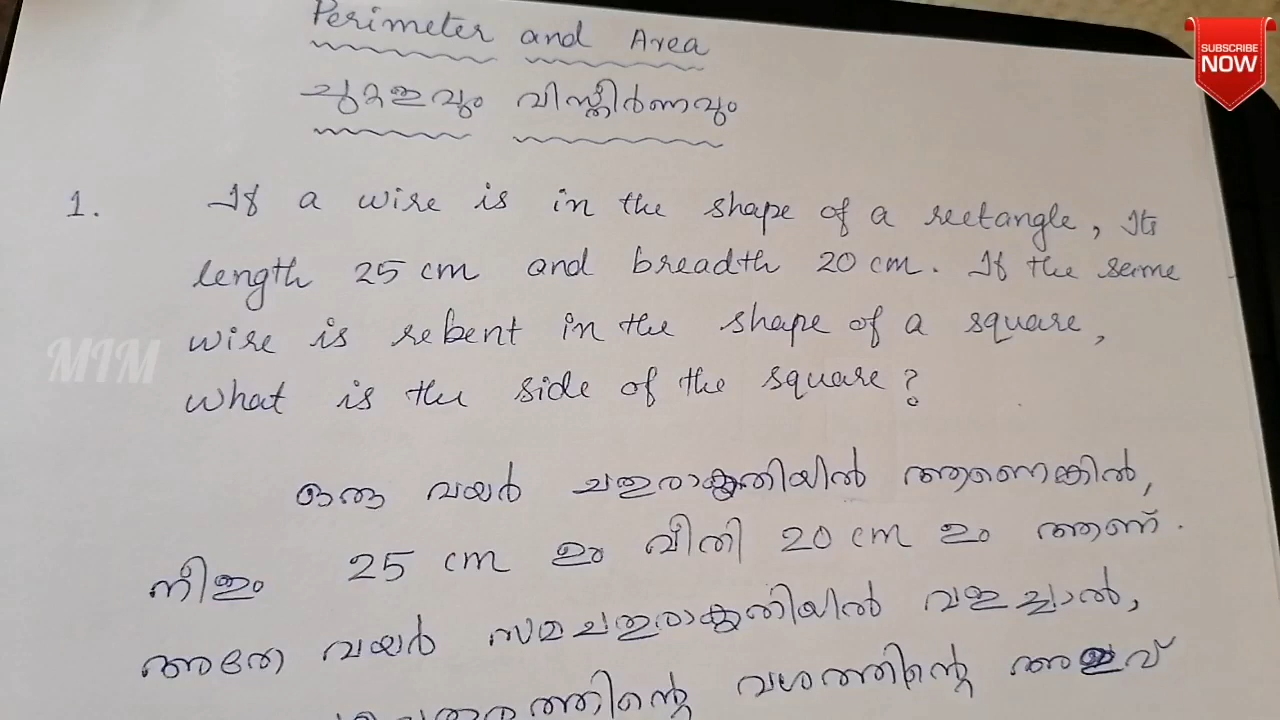 Perimeter and Area
SUBSCRIBE
NOW
ചുറ്റളവും വിസ്തീർണവും
1. If a wire is in the shape of a rectangle, Its
length 25 cm and breadth 20 cm. If the same
wire is rebent in the shape of a square,
MIM
what is the side of the square?
ഒരു വയർ ചതുരാകൃതിയിൽ ആണെങ്കിൽ,
നീളം 25 cm ഉം വീതി 20 cm ഉം ആണ്.
അതേ വയർ സമചതുരാകൃതിയിൽ വളച്ചാൽ,
വശത്തിന്റെ അളവ്